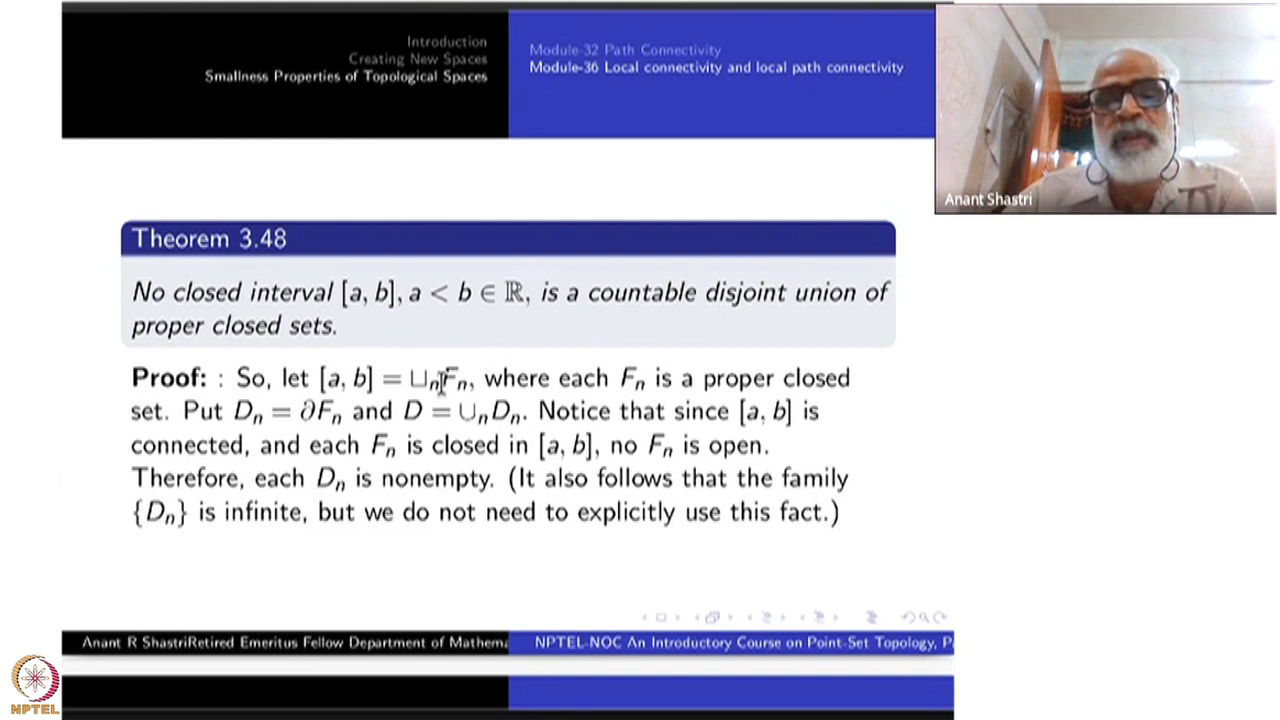 Introduction
Creating New Spaces
Smallness Properties of Topological Spaces
Module-32 Path Connectivity
Module-36 Local connectivity and local path connectivity
Anant Shastri
Theorem 3.48
No closed interval [a, b], a < b ∈ ℝ, is a countable disjoint union of
proper closed sets.
Proof: : So, let [a, b] = ⊔ₙFₙ, where each Fₙ is a proper closed
set. Put Dₙ = ∂Fₙ and D = ∪ₙDₙ. Notice that since [a, b] is
connected, and each Fₙ is closed in [a, b], no Fₙ is open.
Therefore, each Dₙ is nonempty. (It also follows that the family
{Dₙ} is infinite, but we do not need to explicitly use this fact.)
Anant R ShastriRetired Emeritus Fellow Department of Mathema
NPTEL-NOC An Introductory Course on Point-Set Topology, P
NPTEL